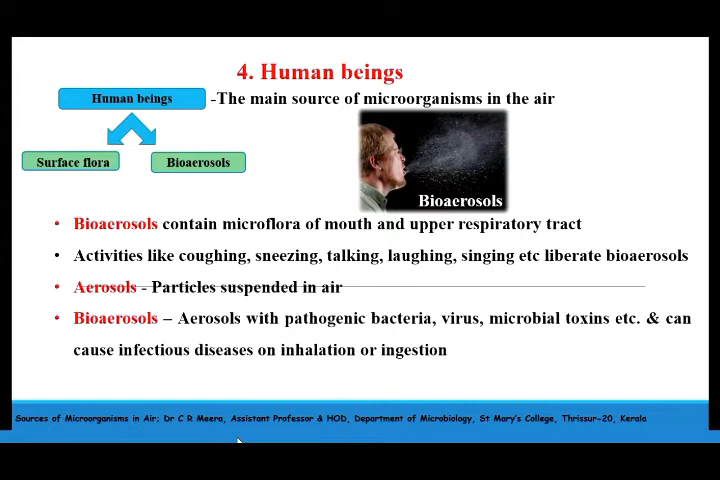 4. Human beings
Human beings
-The main source of microorganisms in the air
Surface flora
Bioaerosols
Bioaerosols
• Bioaerosols contain microflora of mouth and upper respiratory tract
• Activities like coughing, sneezing, talking, laughing, singing etc liberate bioaerosols
• Aerosols - Particles suspended in air
• Bioaerosols – Aerosols with pathogenic bacteria, virus, microbial toxins etc. & can
cause infectious diseases on inhalation or ingestion
Sources of Microorganisms in Air; Dr C R Meera, Assistant Professor & HOD, Department of Microbiology, St Mary's College, Thrissur-20, Kerala